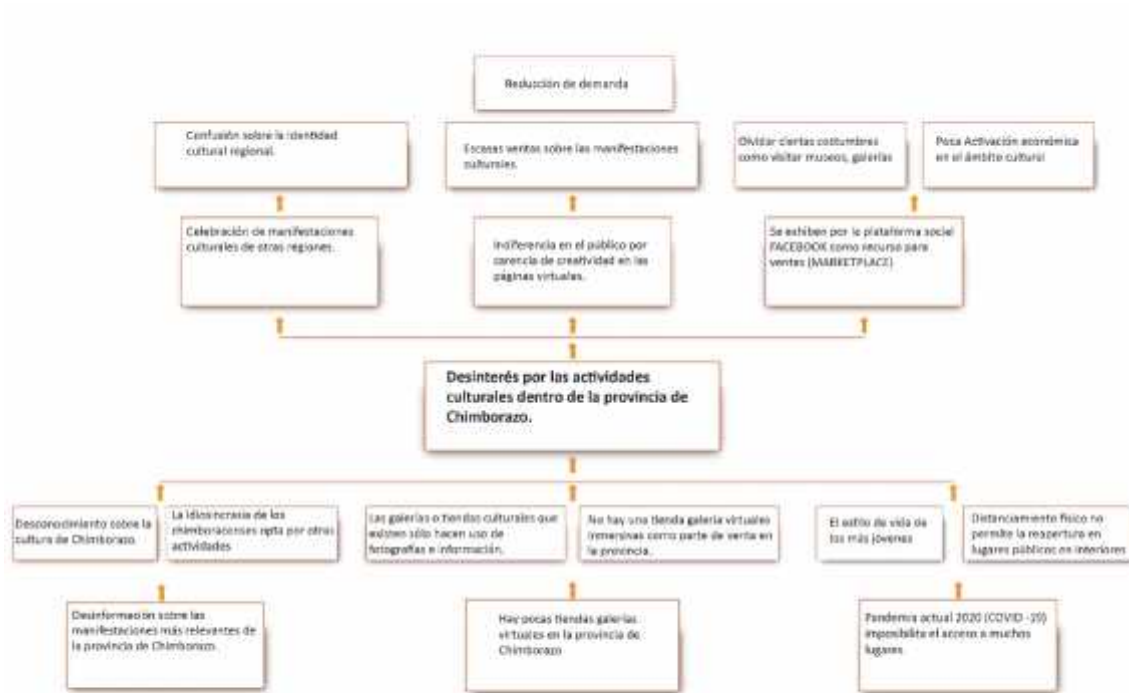 Reducción de demanda
Confusión sobre la identidad
cultural regional.
Escasas ventas sobre las manifestaciones
culturales.
Olvidar ciertas costumbres
como visitar museos, galerías
Poca Activación económica
en el ámbito cultural
Celebración de manifestaciones
culturales de otras regiones.
Indiferencia en el público por
carencia de creatividad en las
páginas virtuales.
Se exhiben por la plataforma social
FACEBOOK como recurso para
ventas (MARKETPLACE)
Desinterés por las actividades
culturales dentro de la provincia de
Chimborazo.
Desconocimiento sobre la
cultura de Chimborazo.
La idiosincrasia de los
chimboracenses opta por otras
actividades
Las galerías o tiendas culturales que
existen sólo hacen uso de
fotografías e información.
No hay una tienda galería virtuales
inmersivas como parte de venta en
la provincia.
El estilo de vida de
los más jóvenes
Distanciamiento físico no
permite la reapertura en
lugares públicos en interiores
Desinformación sobre las
manifestaciones más relevantes de
la provincia de Chimborazo.
Hay pocas tiendas galerías
virtuales en la provincia de
Chimborazo
Pandemia actual 2020 (COVID -19)
imposibilita el acceso a muchos
lugares